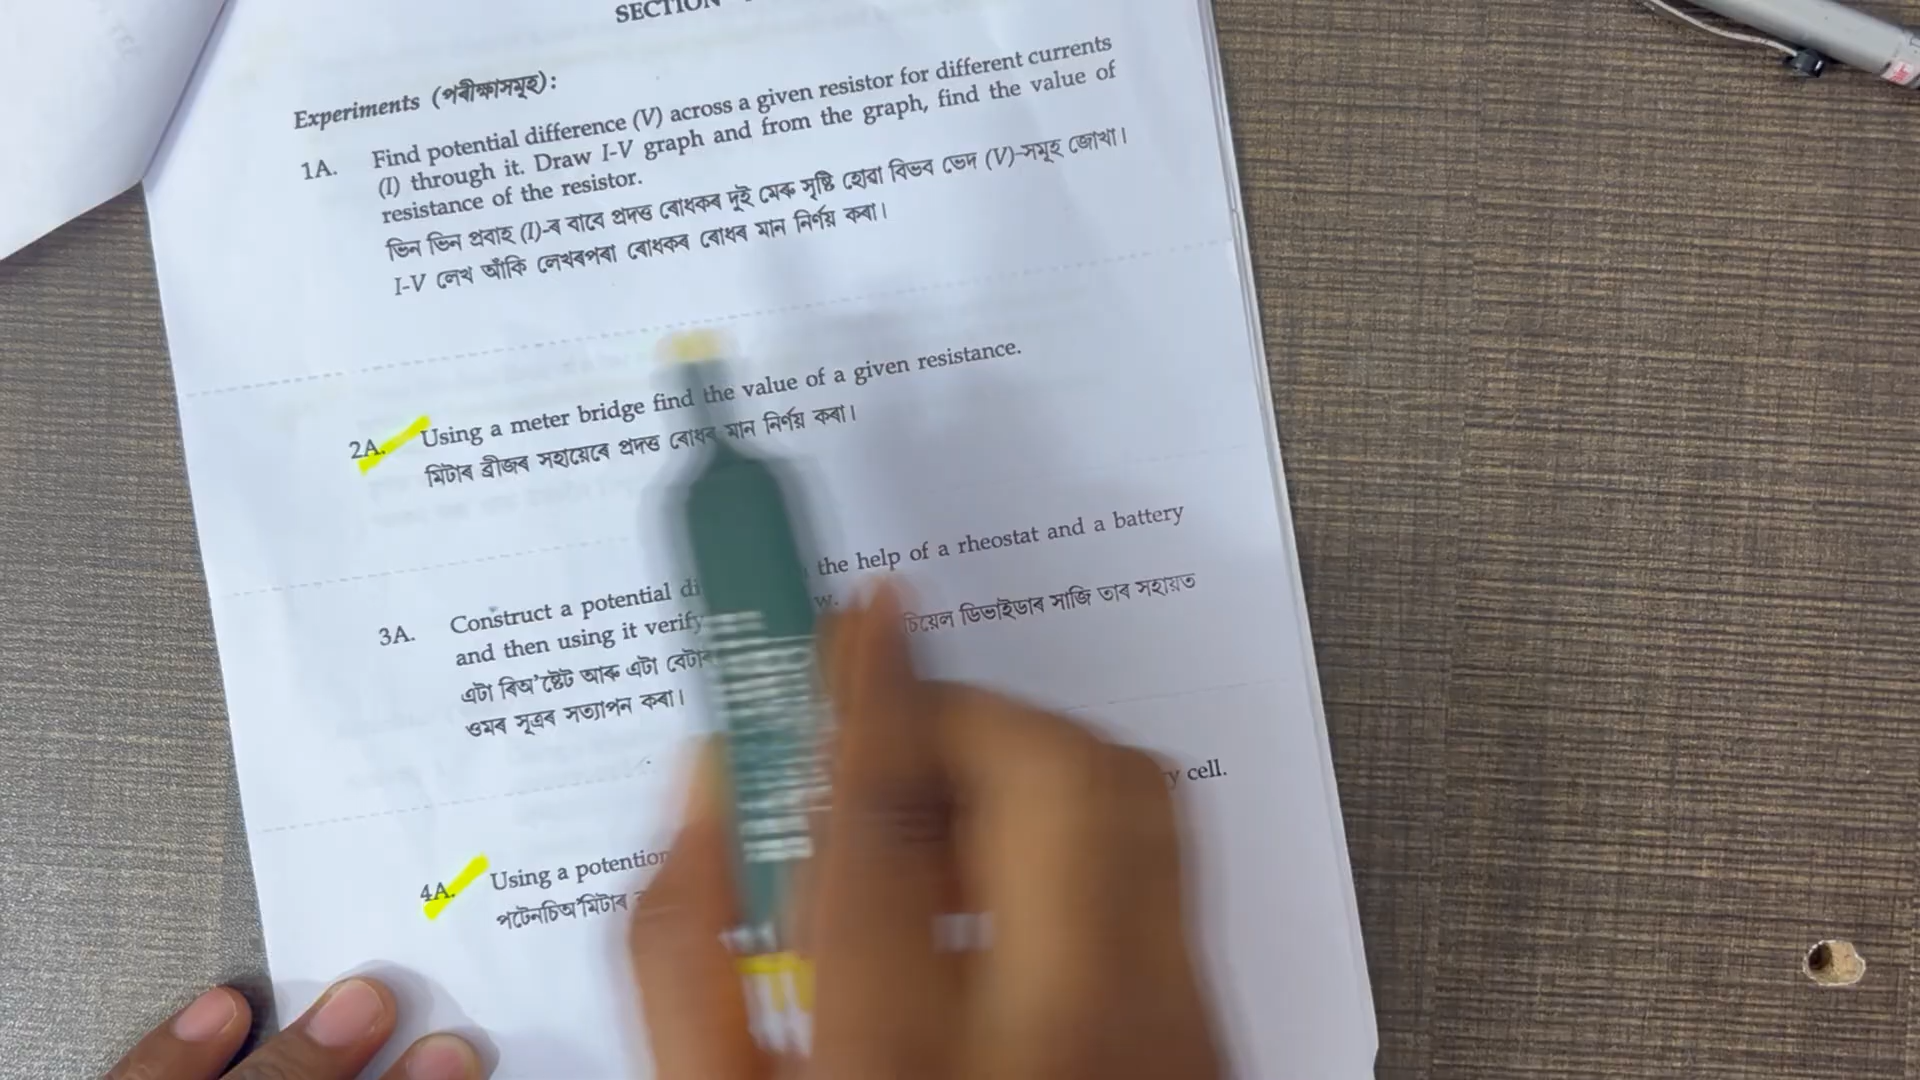 SECTION
Experiments (পৰীক্ষাসমূহ):
1A. Find potential difference (V) across a given resistor for different currents
(I) through it. Draw I-V graph and from the graph, find the value of
resistance of the resistor.
ভিন ভিন প্ৰবাহ (I)-ৰ বাবে প্ৰদত্ত ৰোধকৰ দুই মেৰু সৃষ্টি হোৱা বিভৱ ভেদ (V)-সমূহ জোখা।
I-V লেখ আঁকি লেখৰপৰা ৰোধকৰ ৰোধৰ মান নিৰ্ণয় কৰা।
2A. Using a meter bridge find the value of a given resistance.
মিটাৰ ব্ৰীজৰ সহায়েৰে প্ৰদত্ত ৰোধৰ মান নিৰ্ণয় কৰা।
3A. Construct a potential the help of a rheostat and a battery
and then using it verify
এটা ৰিঅ'ষ্টেট আৰু এটা ডিভাইডাৰ সাজি তাৰ সহায়ত
ওমৰ সূত্ৰৰ সত্যাপন কৰা।
4A. Using a cell.
পটেনচিঅ'মিটাৰ